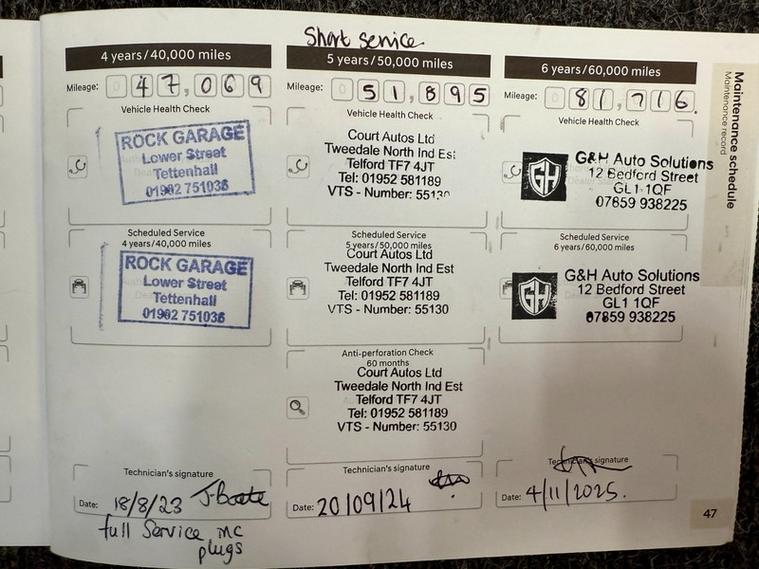 Short service
4 years/40,000 miles
Mileage: 0 47,069
Vehicle Health Check
ROCK GARAGE
Lower Street
Tettenhall
01902 751036
Scheduled Service
4 years/40,000 miles
ROCK GARAGE
Lower Street
Tettenhall
01902 751036
Technician's signature
Date: 18/8/23
full Service, inc
plugs
5 years/50,000 miles
Mileage: 0 51,895
Vehicle Health Check
Court Autos Ltd
Tweedale North Ind Est
Telford TF7 4JT
Tel: 01952 581189
VTS - Number: 55130
Scheduled Service
5 years/50,000 miles
Court Autos Ltd
Tweedale North Ind Est
Telford TF7 4JT
Tel: 01952 581189
VTS - Number: 55130
Anti-perforation Check
60 months
Court Autos Ltd
Tweedale North Ind Est
Telford TF7 4JT
Tel: 01952 581189
VTS - Number: 55130
Technician's signature
Date: 20/09/24
6 years/60,000 miles
Mileage: 0 81,716.
Vehicle Health Check
GH
G&H Auto Solutions
12 Bedford Street
GL1 1QF
07859 938225
Scheduled Service
6 years/60,000 miles
GH
G&H Auto Solutions
12 Bedford Street
GL1 1QF
07859 938225
Technician's signature
Date: 4/11/2025.
Maintenance schedule
Maintenance record
47